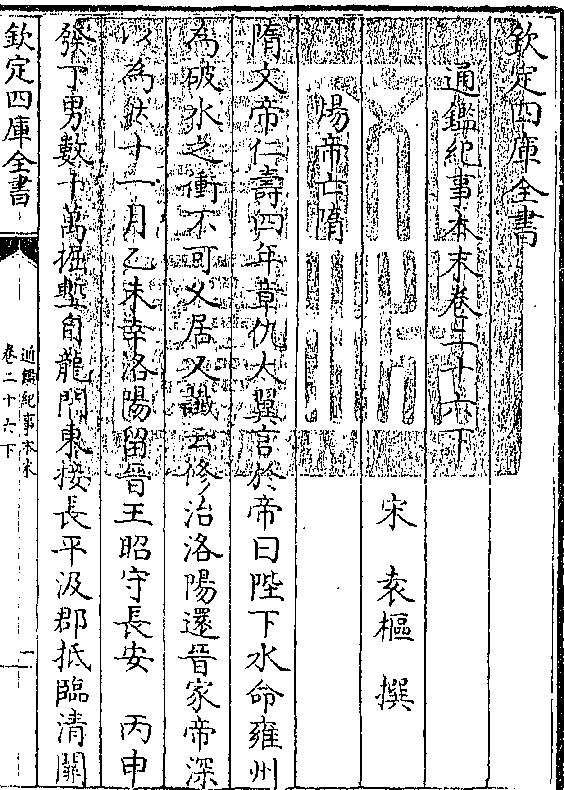 欽定四庫全書
通鑑紀事本末卷二十六下
宋 袁樞 撰
煬帝亡隋
隋文帝仁壽四年章仇太翼言於帝曰陛下水命雍州
為破水之衝不可久居又讖云修治洛陽還晉家帝深
以為然十一月乙未幸洛陽留晉王昭守長安 丙申
發丁男數十萬掘塹自龍門東接長平汲郡抵臨清關
欽定四庫全書
通鑑紀事本末
卷二十六下
一